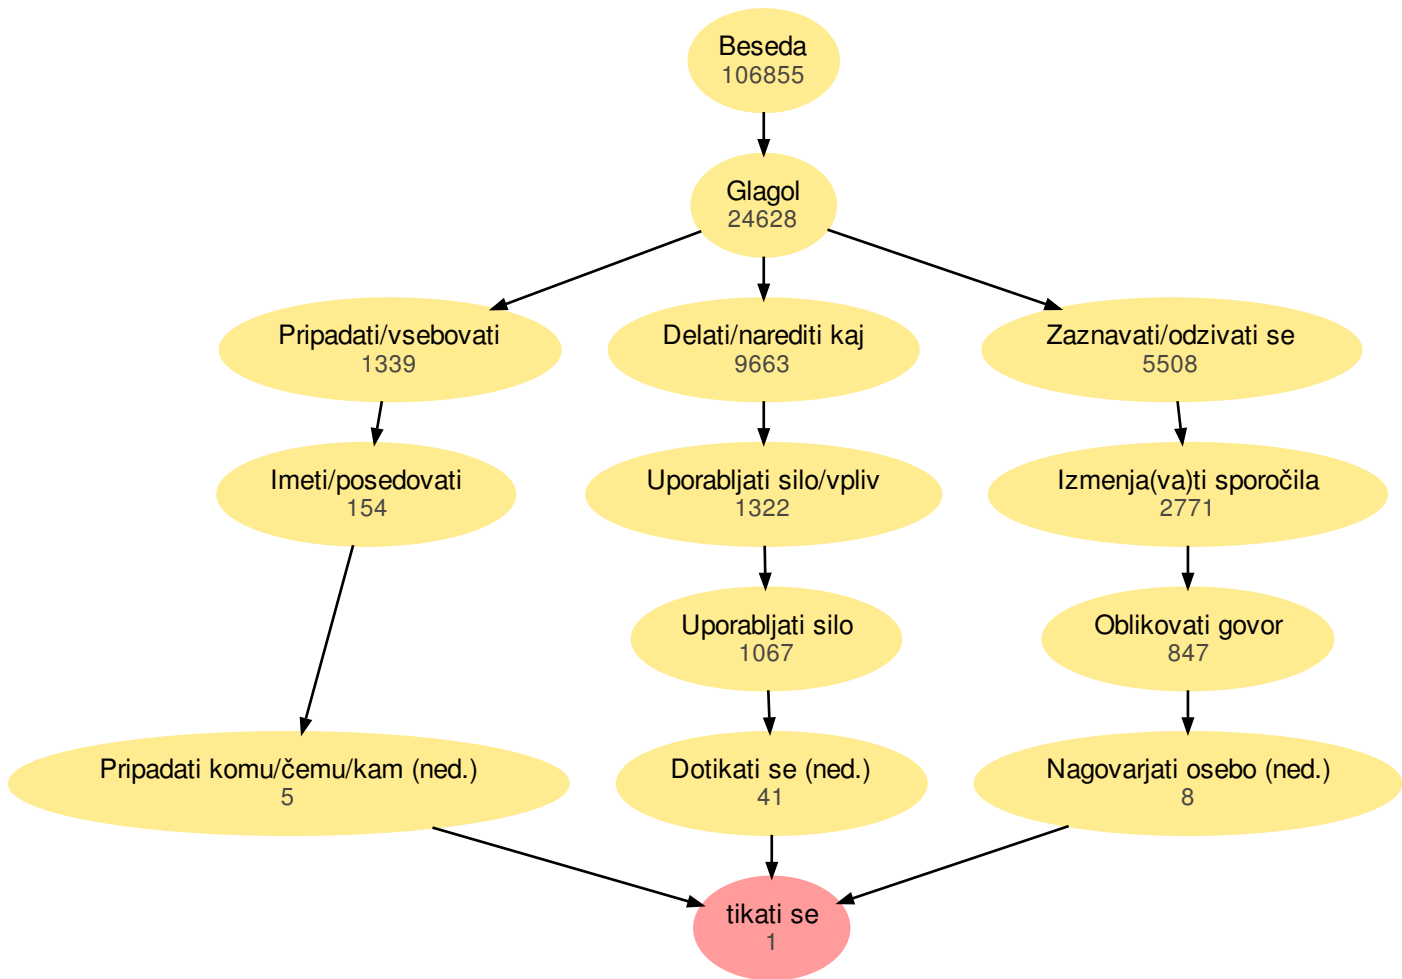 Beseda
106855
Glagol
24628
Pripadati/vsebovati
1339
Delati/narediti kaj
9663
Zaznavati/odzivati se
5508
Imeti/posedovati
154
Uporabljati silo/vpliv
1322
Izmenja(va)ti sporočila
2771
Uporabljati silo
1067
Oblikovati govor
847
Pripadati komu/čemu/kam (ned.)
5
Dotikati se (ned.)
41
Nagovarjati osebo (ned.)
8
tikati se
1